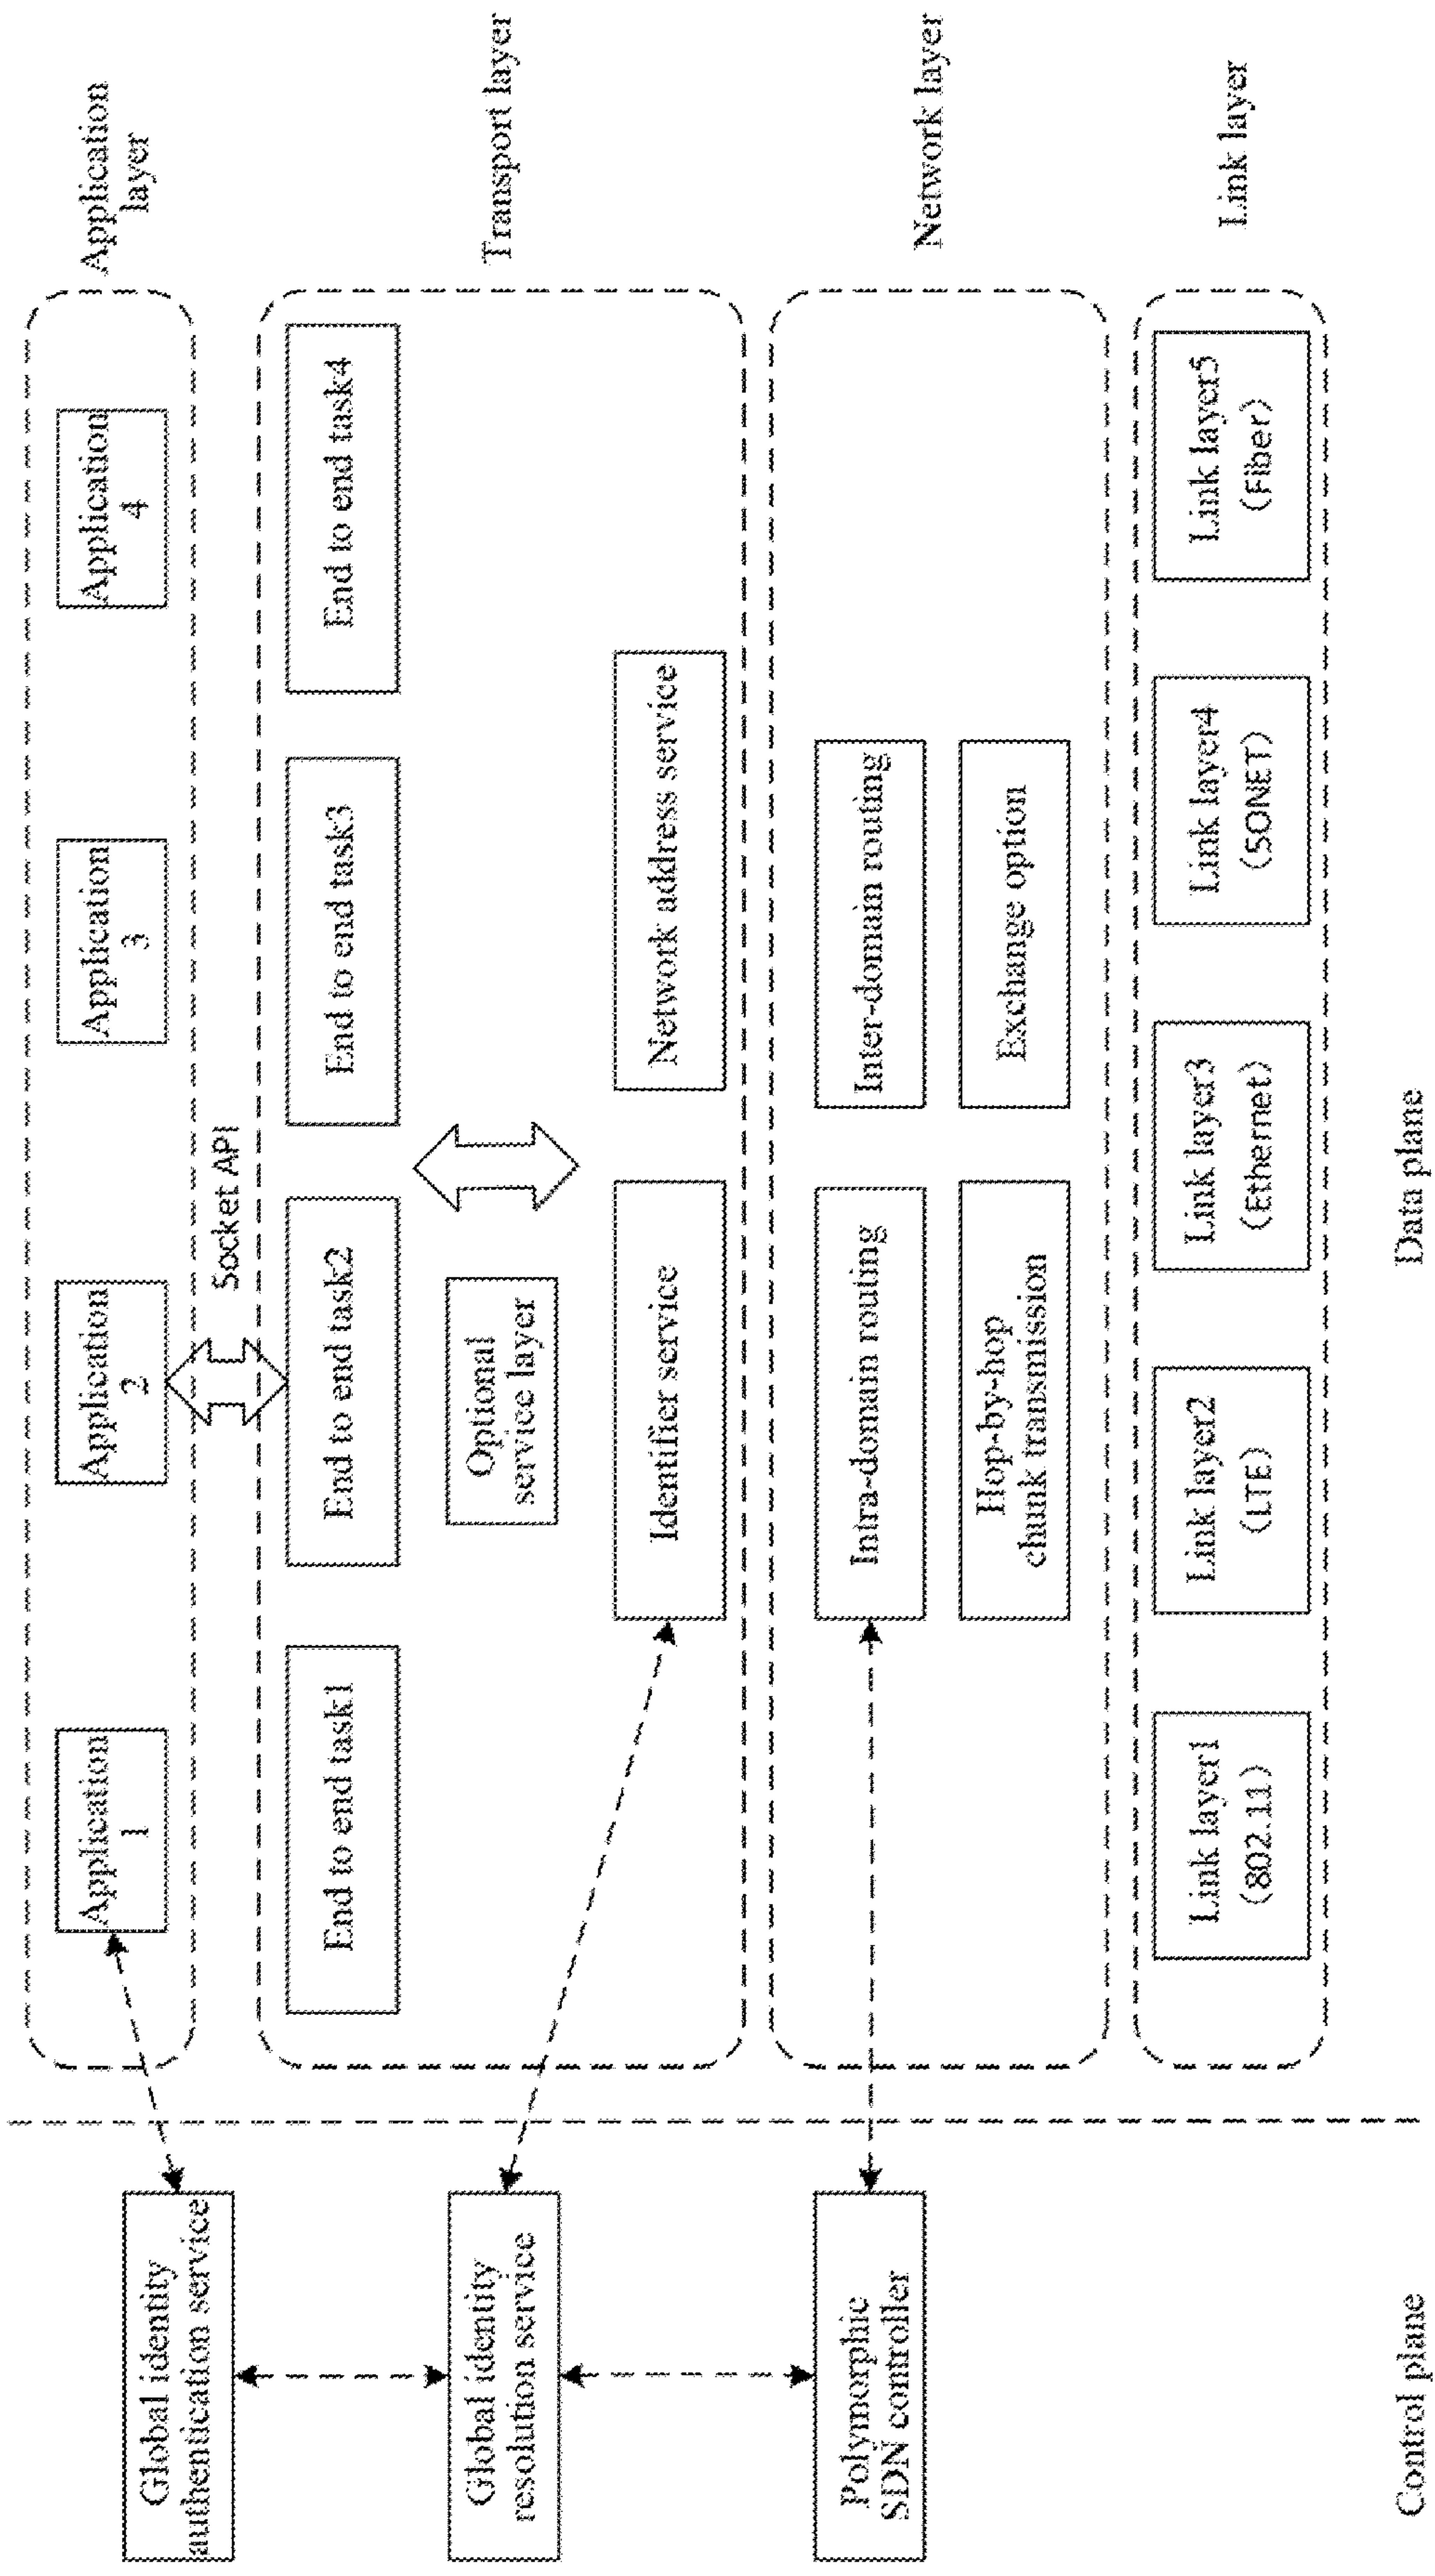 Application
layer
Application
1
Application
2
Application
3
Application
4
Socket API
Transport layer
End to end task1
End to end task2
End to end task3
End to end task4
Optional
service layer
Identifier service
Network address service
Network layer
Intra-domain routing
Inter-domain routing
Hop-by-hop
chunk transmission
Exchange option
Link layer
Link layer1
(802.11)
Link layer2
(LTE)
Link layer3
(Ethernet)
Link layer4
(SONET)
Link layer5
(Fiber)
Global identity
authentication service
Global identity
resolution service
Polymorphic
SDN controller
Control plane
Data plane